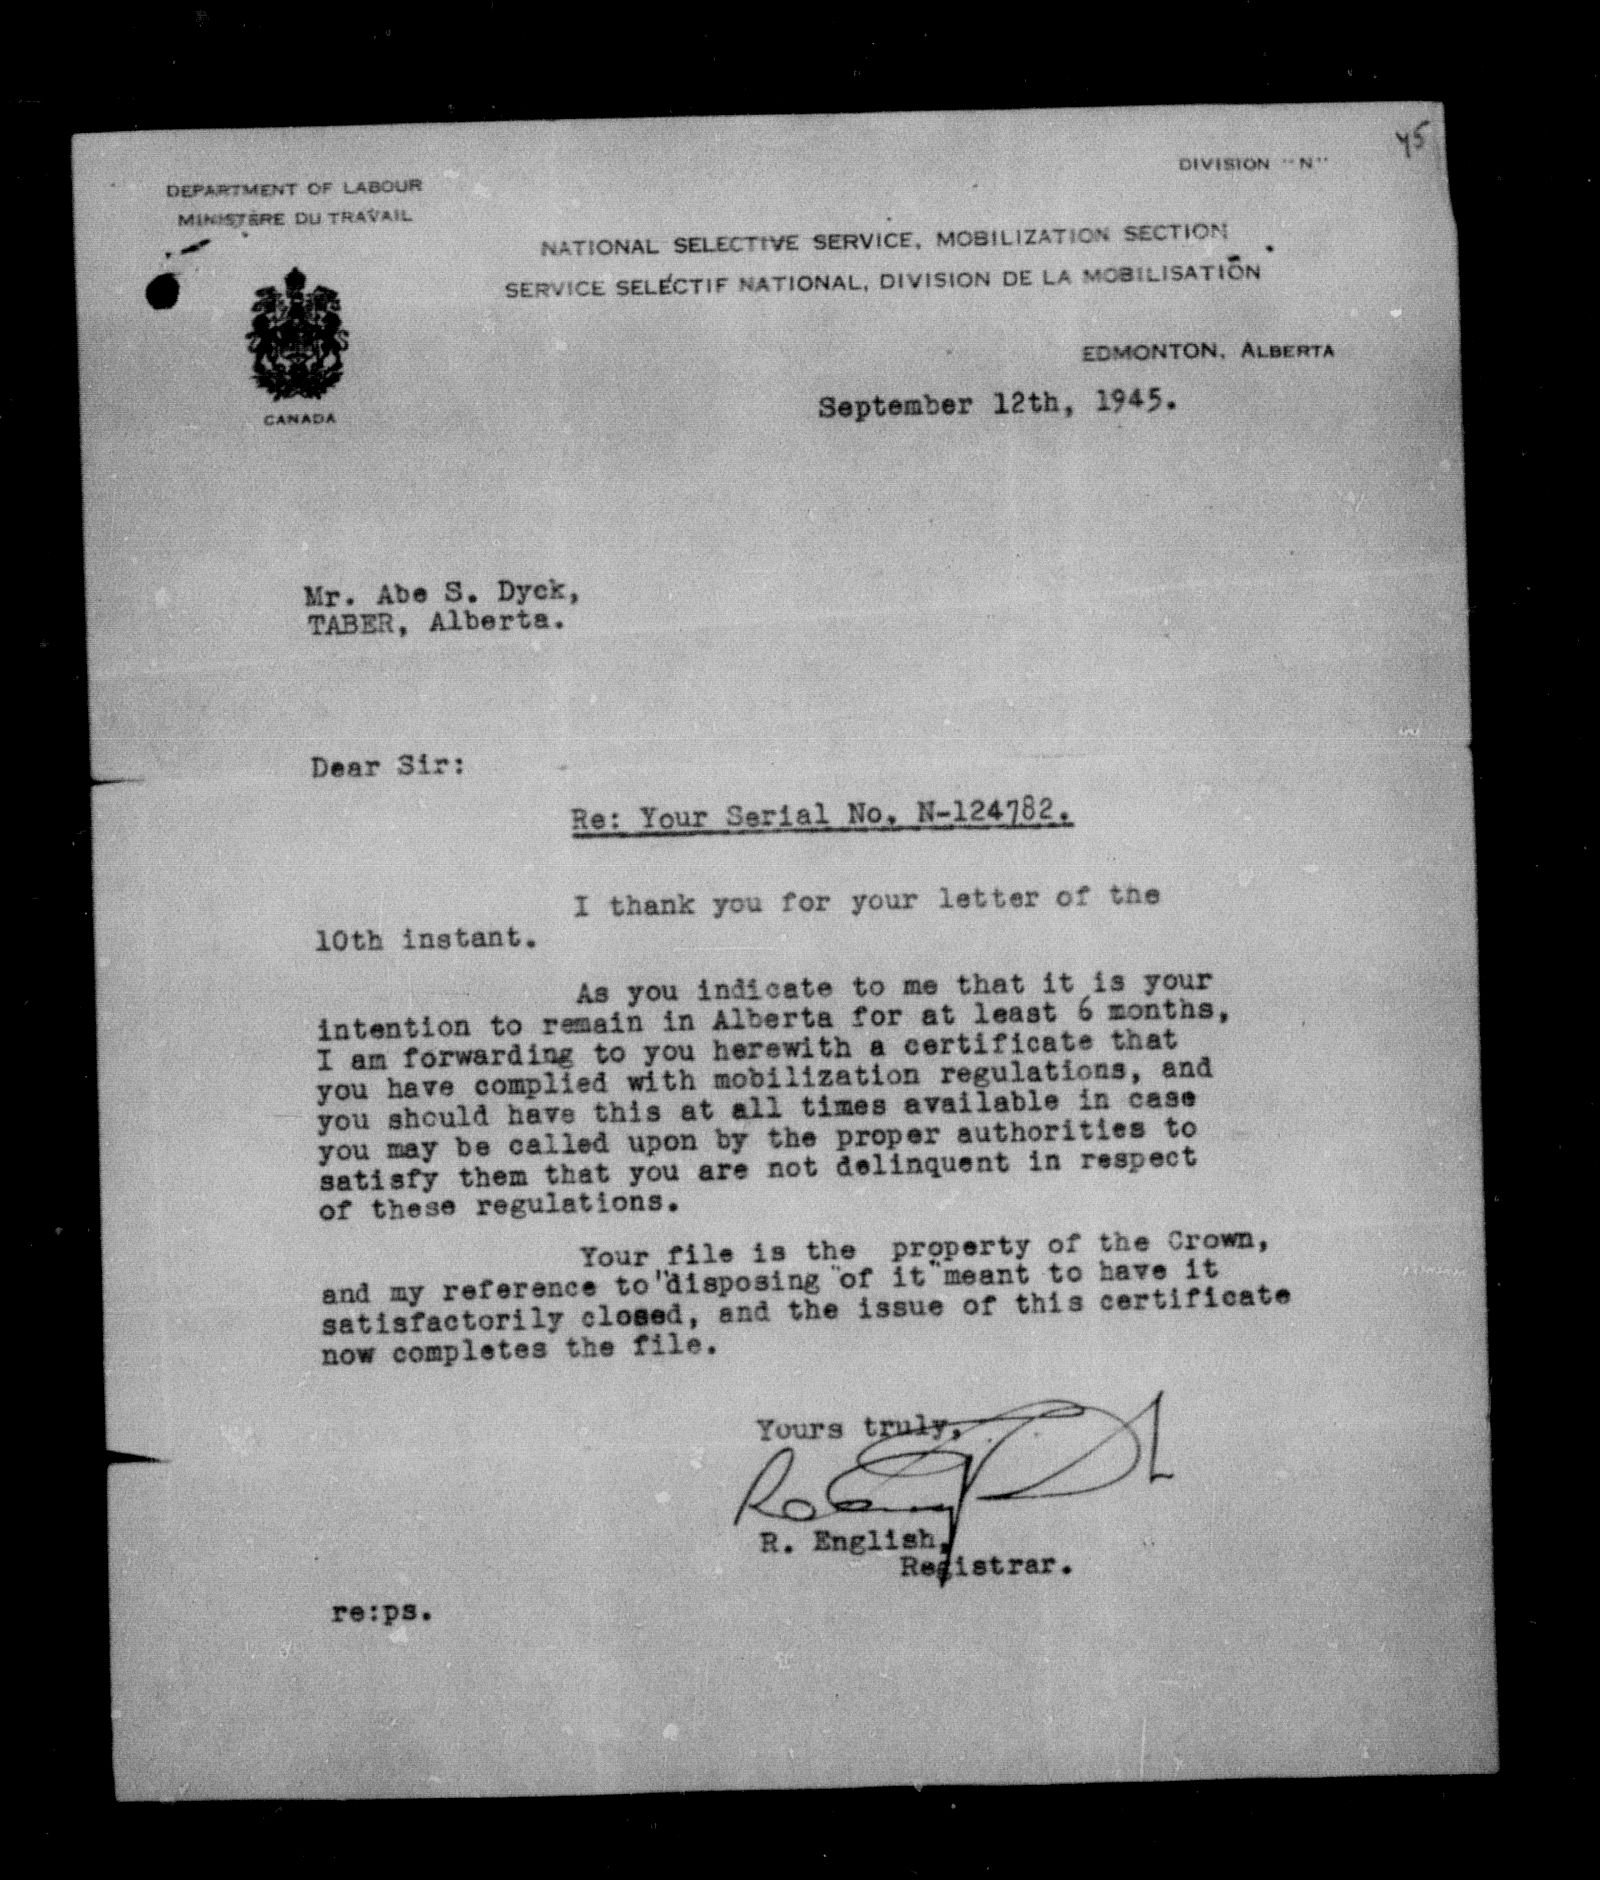 45
DIVISION "N"
DEPARTMENT OF LABOUR
MINISTÈRE DU TRAVAIL
NATIONAL SELECTIVE SERVICE, MOBILIZATION SECTION
SERVICE SELECTIF NATIONAL, DIVISION DE LA MOBILISATION
CANADA
EDMONTON, ALBERTA
September 12th, 1945.
Mr. Abe S. Dyck,
TABER, Alberta.
Dear Sir:
Re: Your Serial No. N-124782.
I thank you for your letter of the
10th instant.
As you indicate to me that it is your
intention to remain in Alberta for at least 6 months,
I am forwarding to you herewith a certificate that
you have complied with mobilization regulations, and
you should have this at all times available in case
you may be called upon by the proper authorities to
satisfy them that you are not delinquent in respect
of these regulations.
Your file is the property of the Crown,
and my reference to "disposing "of it" meant to have it
satisfactorily closed, and the issue of this certificate
now completes the file.
Yours truly,
R. English,
Registrar.
re:ps.